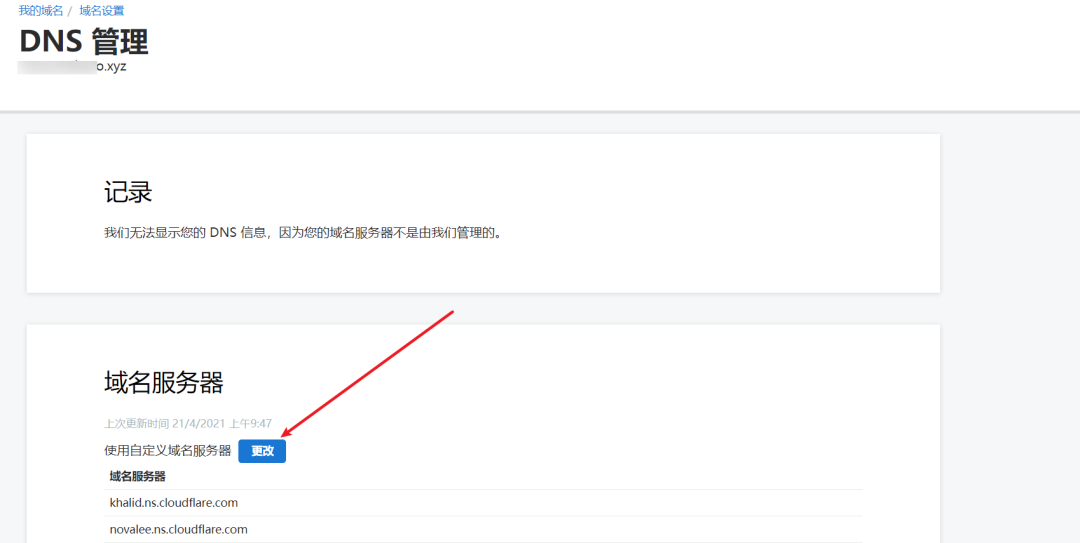 我的域名 / 域名设置
DNS 管理
o.xyz
记录
我们无法显示您的 DNS 信息，因为您的域名服务器不是由我们管理的。
域名服务器
上次更新时间 21/4/2021 上午9:47
使用自定义域名服务器 更改
域名服务器
khalid.ns.cloudflare.com
novalee.ns.cloudflare.com